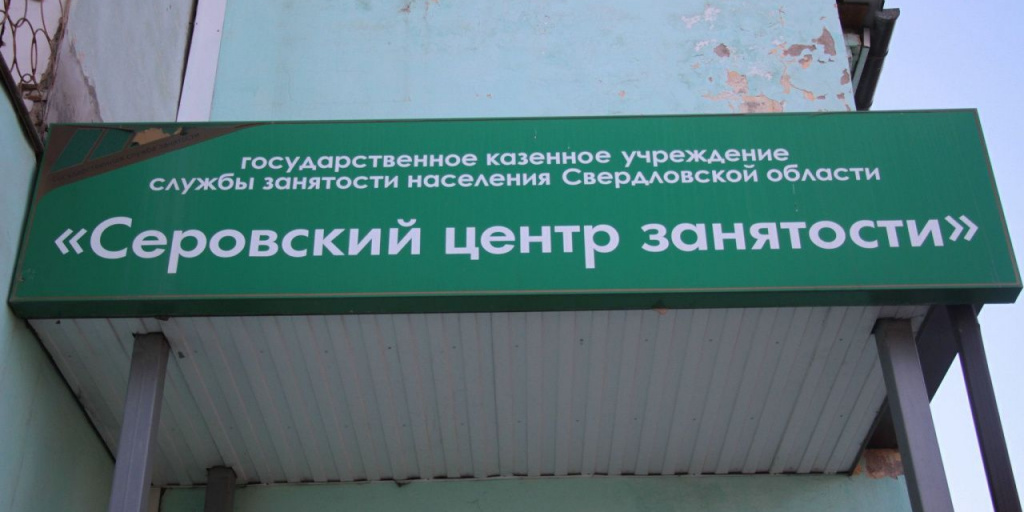 государственное казенное учреждение
службы занятости населения Свердловской области
«Серовский центр занятости»